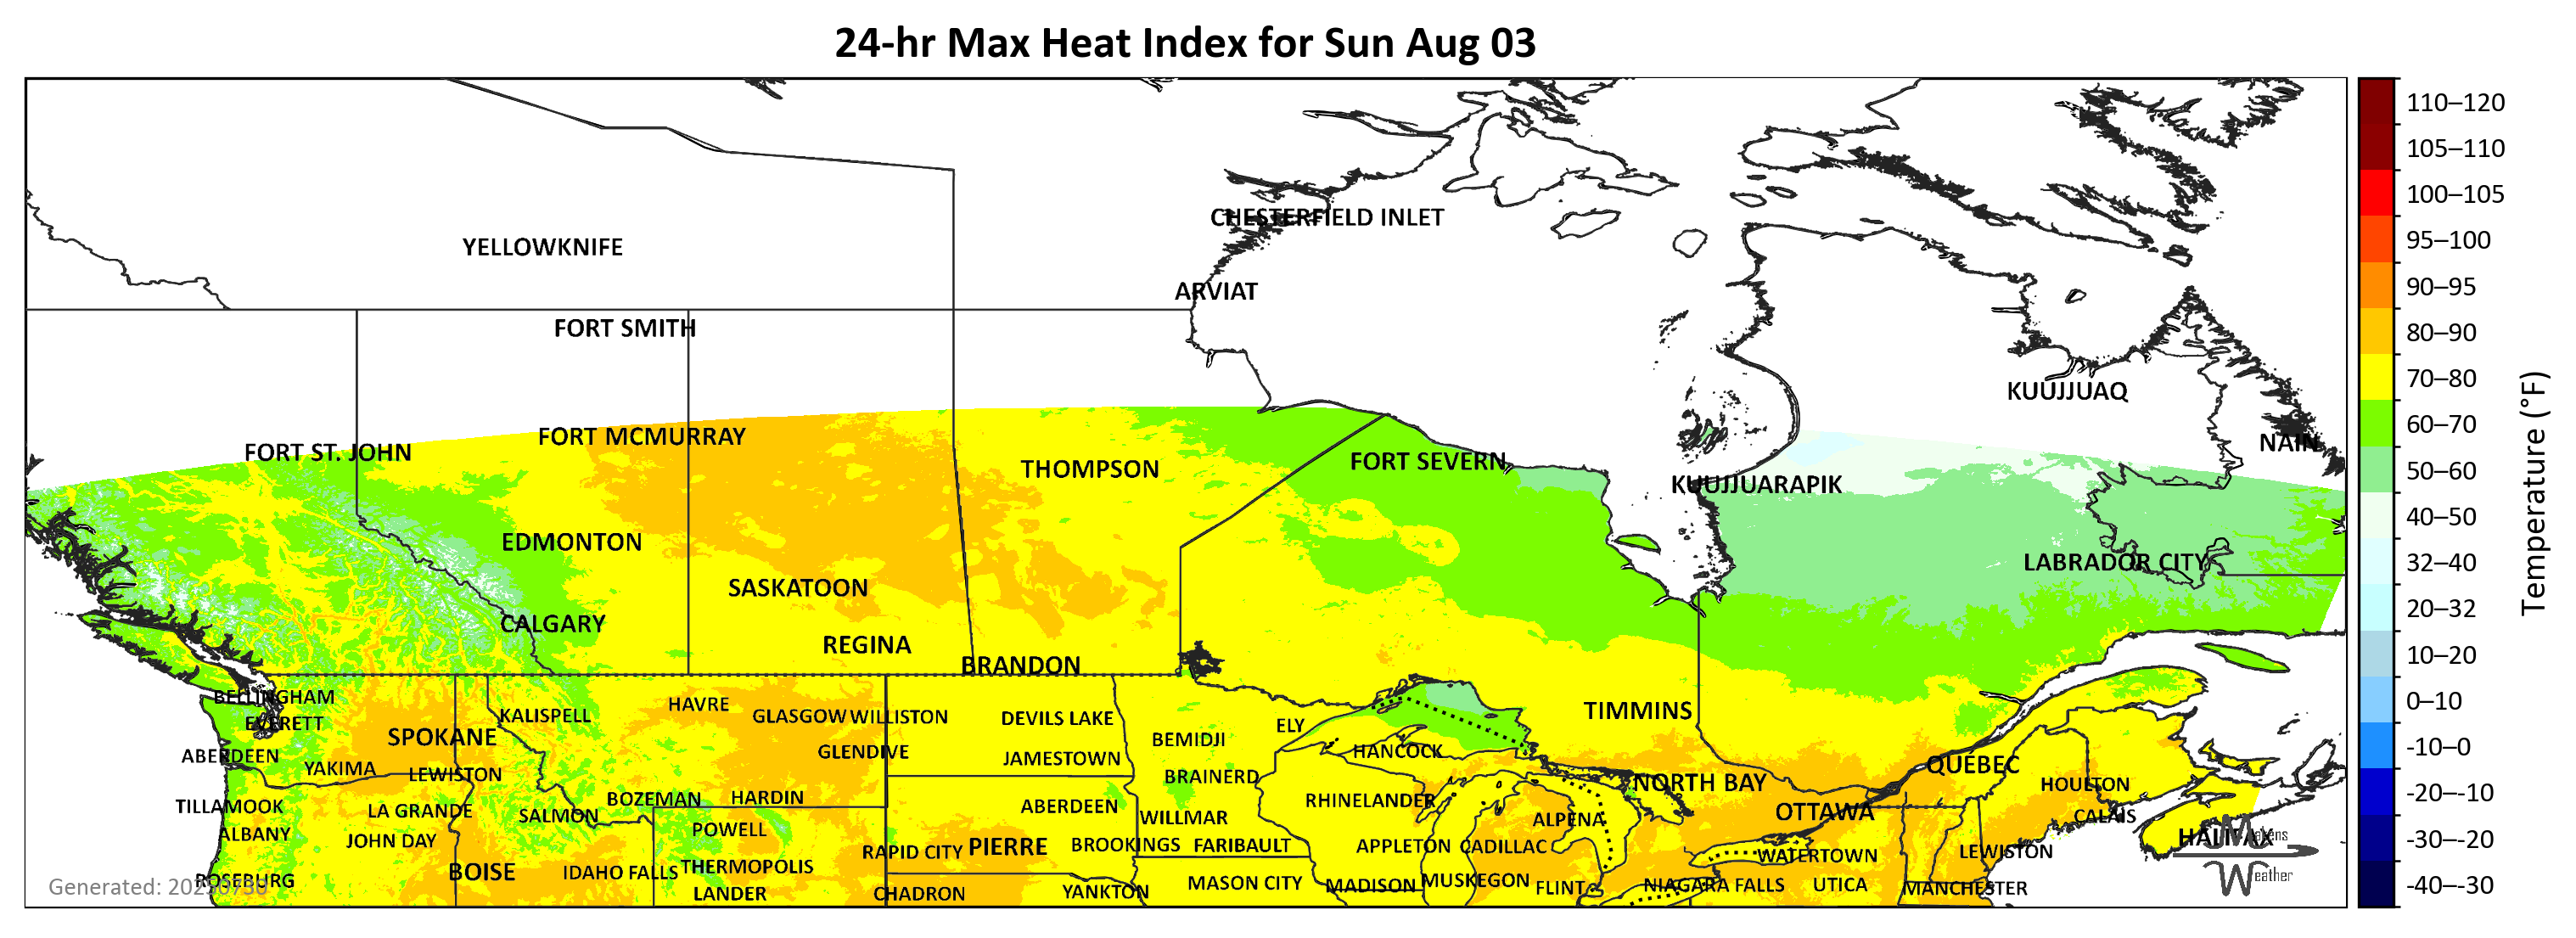 24-hr Max Heat Index for Sun Aug 03
CHESTERFIELD INLET
YELLOWKNIFE
ARVIAT
FORT SMITH
KUUJJUAQ
FORT MCMURRAY
NAIN
FORT ST. JOHN
FORT SEVERN
THOMPSON
KUUJJUARAPIK
EDMONTON
LABRADOR CITY
SASKATOON
CALGARY
REGINA
BRANDON
BELLINGHAM
HAVRE
TIMMINS
KALISPELL
GLASGOW
WILLISTON
DEVILS LAKE
EVERETT
ELY
SPOKANE
BEMIDJI
HANCOCK
GLENDIVE
ABERDEEN
JAMESTOWN
QUÉBEC
YAKIMA
LEWISTON
BRAINERD
NORTH BAY
HOULTON
BOZEMAN
HARDIN
RHINELANDER
TILLAMOOK
ABERDEEN
LA GRANDE
SALMON
OTTAWA
WILLMAR
CALAIS
ALPENA
POWELL
ALBANY
JOHN DAY
HALIFAX
PIERRE
BROOKINGS
FARIBAULT
APPLETON
CADILLAC
RAPID CITY
LEWISTON
WATERTOWN
THERMOPOLIS
BOISE
IDAHO FALLS
ROSEBURG
MUSKEGON
MASON CITY
MADISON
FLINT
NIAGARA FALLS
UTICA
MANCHESTER
LANDER
CHADRON
YANKTON
Generated: 20250730
Weather
110–120
105–110
100–105
95–100
90–95
80–90
70–80
60–70
50–60
40–50
32–40
20–32
10–20
0–10
-10–0
-20–-10
-30–-20
-40–-30
Temperature (°F)